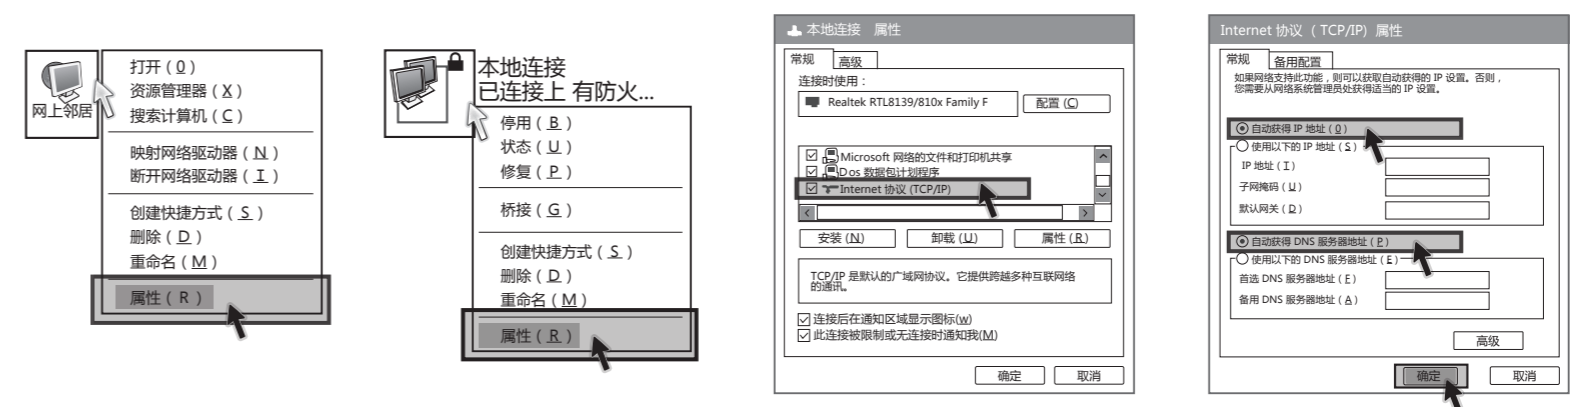 网上邻居
打开 ( 0 )
资源管理器 ( X )
搜索计算机 ( C )
映射网络驱动器 ( N )
断开网络驱动器 ( I )
创建快捷方式 ( S )
删除 ( D )
重命名 ( M )
属性 ( R )
本地连接
已连接上 有防火...
停用 ( B )
状态 ( U )
修复 ( P )
桥接 ( G )
创建快捷方式 ( S )
删除 ( D )
重命名 ( M )
属性 ( R )
本地连接 属性
常规 高级
连接时使用：
Realtek RTL8139/810x Family F 配置 (C)
Microsoft 网络的文件和打印机共享
Dos 数据包计划程序
Internet 协议 (TCP/IP)
安装 (N) 卸载 (U) 属性 (R)
TCP/IP 是默认的广域网协议。它提供跨越多种互联网络
的通讯。
连接后在通知区域显示图标(w)
此连接被限制或无连接时通知我(M)
确定 取消
Internet 协议 ( TCP/IP) 属性
常规 备用配置
如果网络支持此功能，则可以获取自动获得的 IP 设置。否则，
您需要从网络系统管理员处获得适当的 IP 设置。
自动获得 IP 地址 ( 0 )
使用以下的 IP 地址 ( S )
IP 地址 ( I )
子网掩码 ( U )
默认网关 ( D )
自动获得 DNS 服务器地址 ( P )
使用以下的 DNS 服务器地址 ( E )
首选 DNS 服务器地址 ( F )
备用 DNS 服务器地址 ( A )
高级
确定 取消